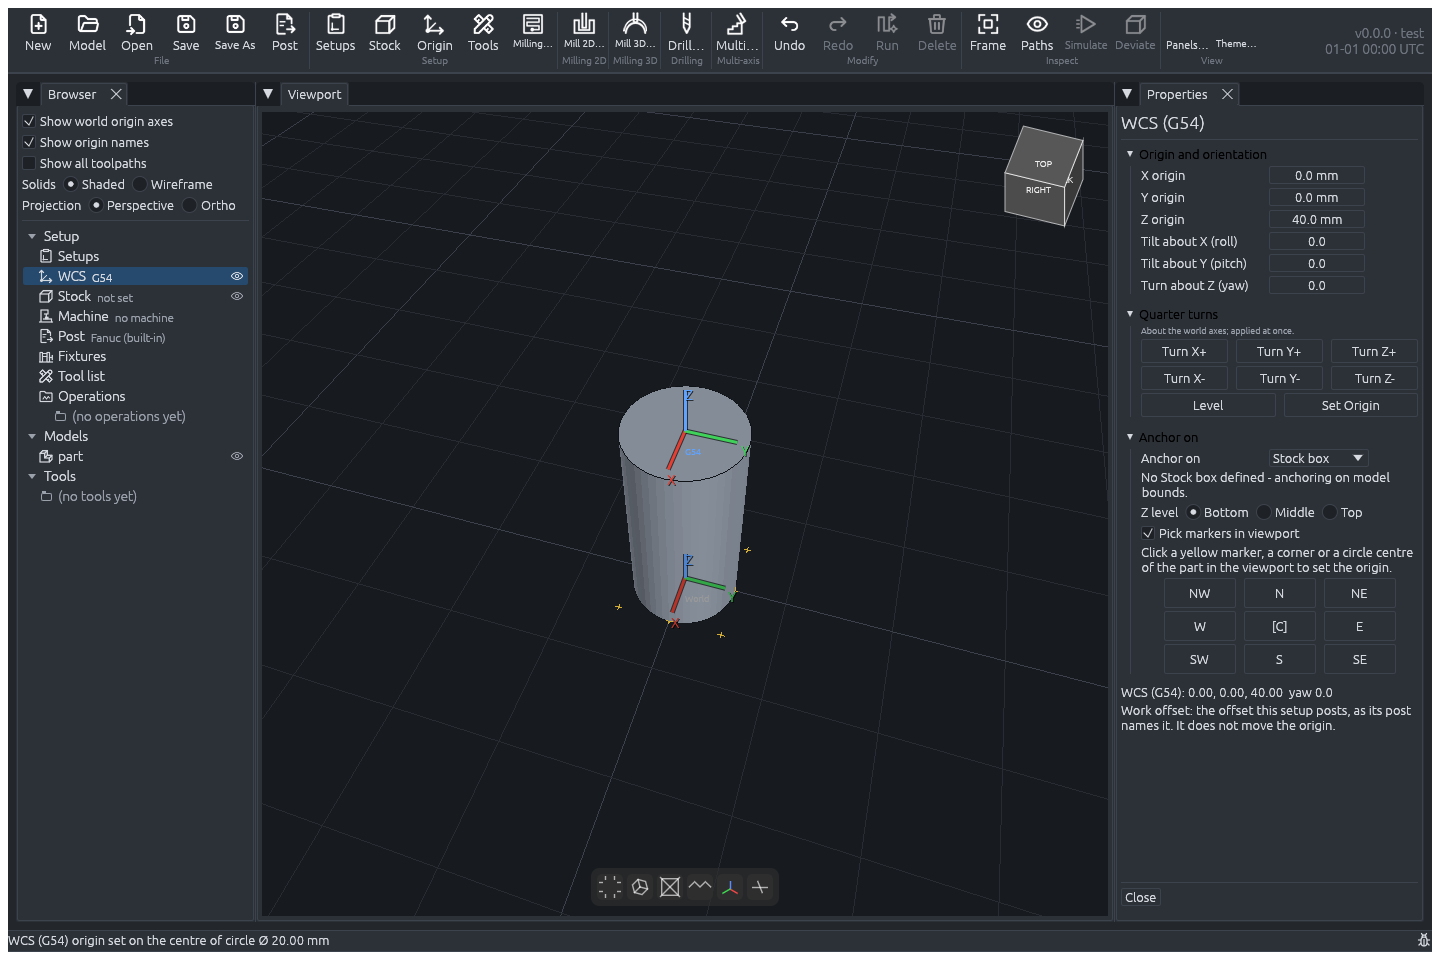 New Model Open Save Save As Post Setups Stock Origin Tools Milling... Mill 2D... Mill 3D... Drill... Multi... Undo Redo Run Delete Frame Paths Simulate Deviate Panels... Theme...
File Setup Milling 2D Milling 3D Drilling Multi-axis Modify Inspect View
v0.0.0 · test
01-01 00:00 UTC
Browser
Show world origin axes
Show origin names
Show all toolpaths
Solids Shaded Wireframe
Projection Perspective Ortho
Setup
Setups
WCS G54
Stock not set
Machine no machine
Post Fanuc (built-in)
Fixtures
Tool list
Operations
(no operations yet)
Models
part
Tools
(no tools yet)
Viewport
TOP
RIGHT
Z
Y
G54
X
Z
Y
World
X
Properties
WCS (G54)
Origin and orientation
X origin 0.0 mm
Y origin 0.0 mm
Z origin 40.0 mm
Tilt about X (roll) 0.0
Tilt about Y (pitch) 0.0
Turn about Z (yaw) 0.0
Quarter turns
About the world axes; applied at once.
Turn X+ Turn Y+ Turn Z+
Turn X- Turn Y- Turn Z-
Level Set Origin
Anchor on
Anchor on Stock box
No Stock box defined - anchoring on model
bounds.
Z level Bottom Middle Top
Pick markers in viewport
Click a yellow marker, a corner or a circle centre
of the part in the viewport to set the origin.
NW N NE
W [C] E
SW S SE
WCS (G54): 0.00, 0.00, 40.00 yaw 0.0
Work offset: the offset this setup posts, as its post
names it. It does not move the origin.
Close
WCS (G54) origin set on the centre of circle Ø 20.00 mm